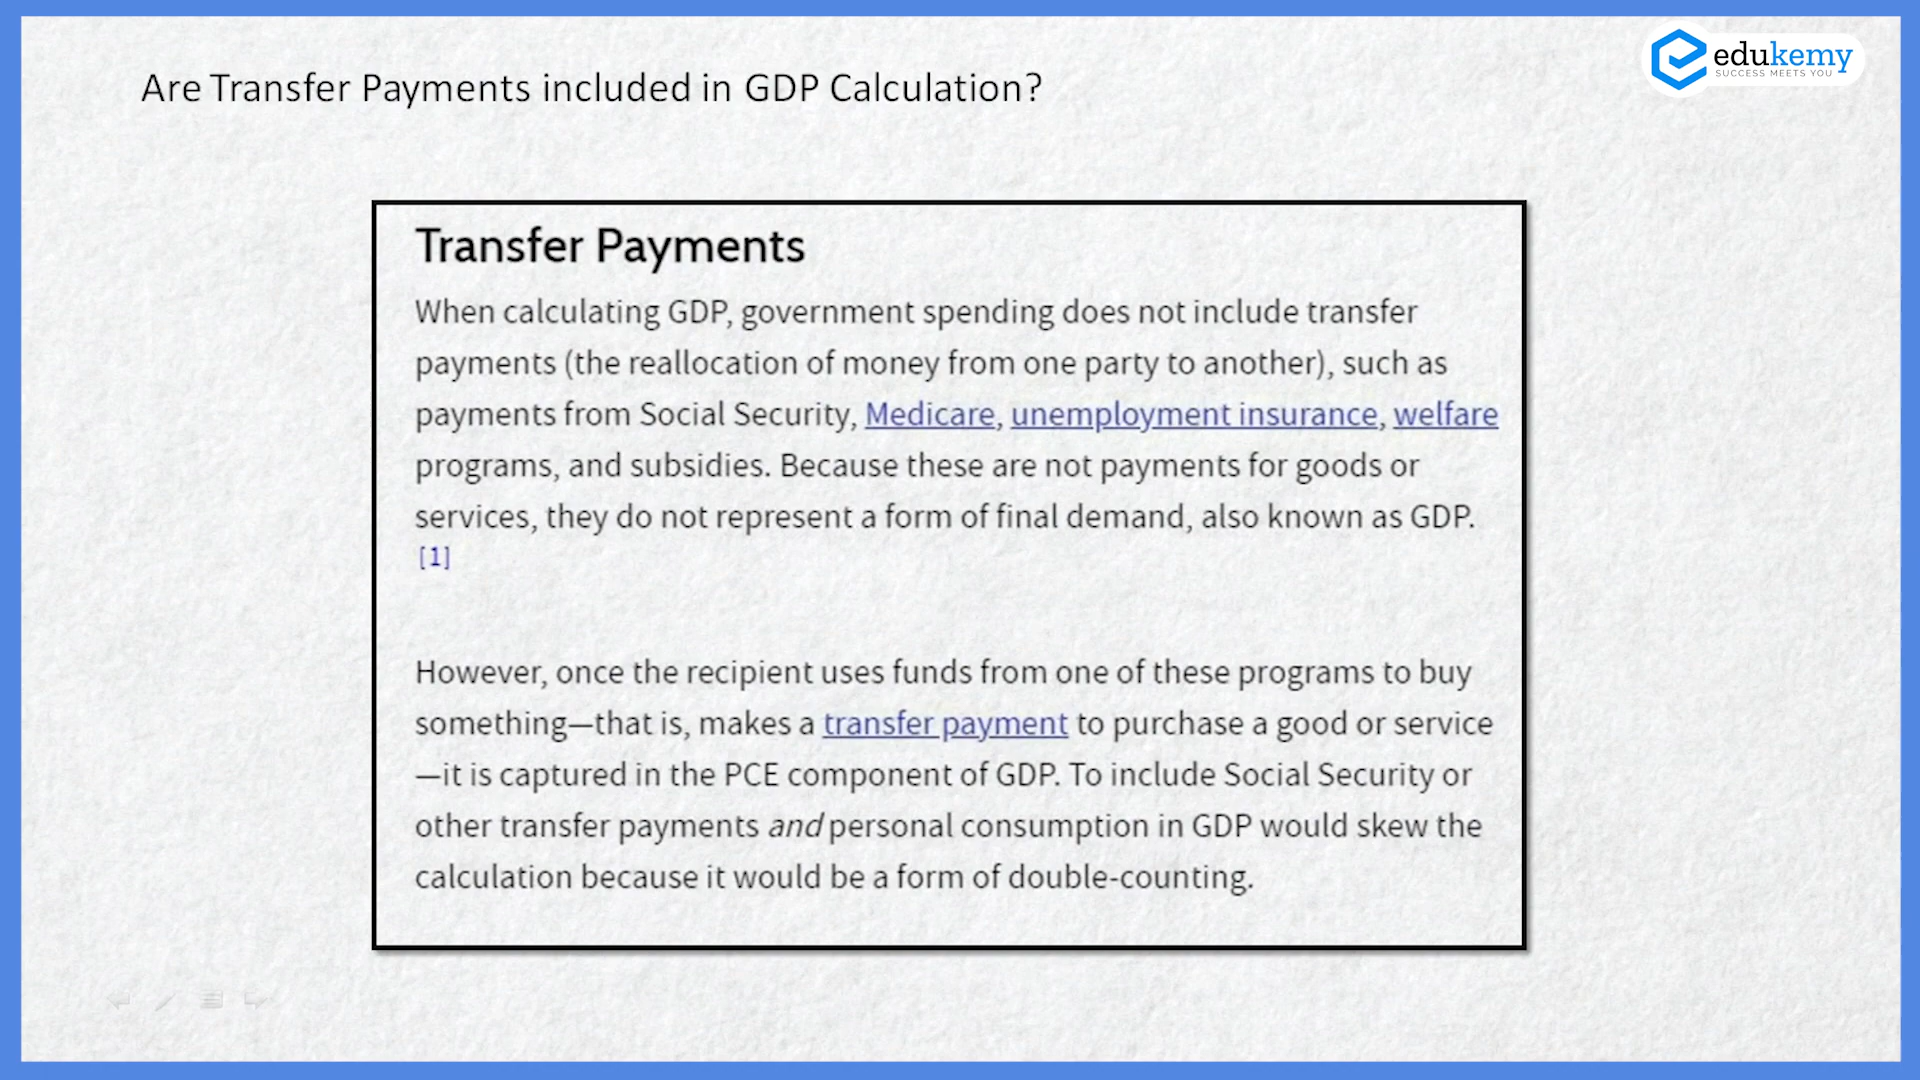 edukemy
SUCCESS MEETS YOU
Are Transfer Payments included in GDP Calculation?
Transfer Payments
When calculating GDP, government spending does not include transfer
payments (the reallocation of money from one party to another), such as
payments from Social Security, Medicare, unemployment insurance, welfare
programs, and subsidies. Because these are not payments for goods or
services, they do not represent a form of final demand, also known as GDP.
[1]
However, once the recipient uses funds from one of these programs to buy
something—that is, makes a transfer payment to purchase a good or service
—it is captured in the PCE component of GDP. To include Social Security or
other transfer payments and personal consumption in GDP would skew the
calculation because it would be a form of double-counting.